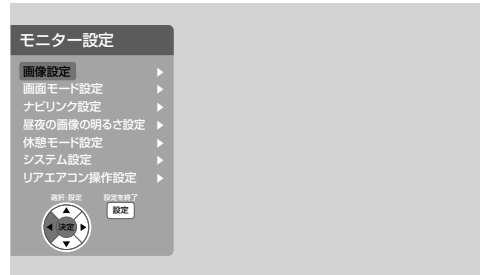 モニター設定
画像設定
画面モード設定
ナビリンク設定
昼夜の画像の明るさ設定
休憩モード設定
システム設定
リアエアコン操作設定
選択・設定 設定を終了
設定
決定